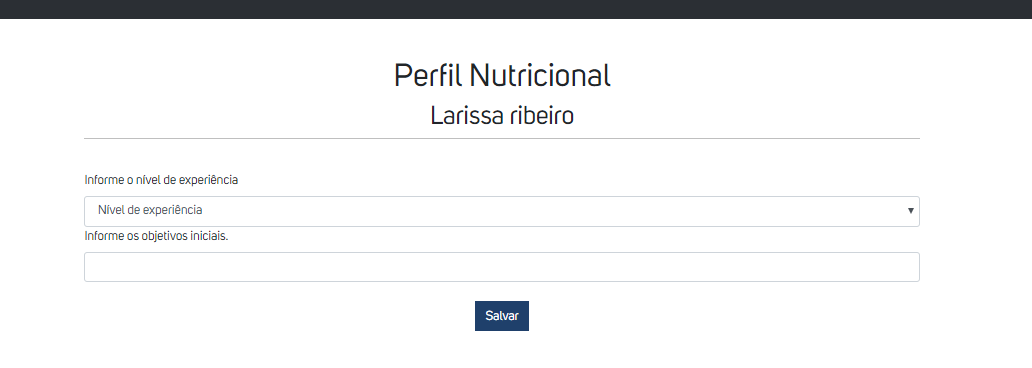 Perfil Nutricional
Larissa ribeiro
Informe o nível de experiência
Nível de experiência
Informe os objetivos iniciais.
Salvar